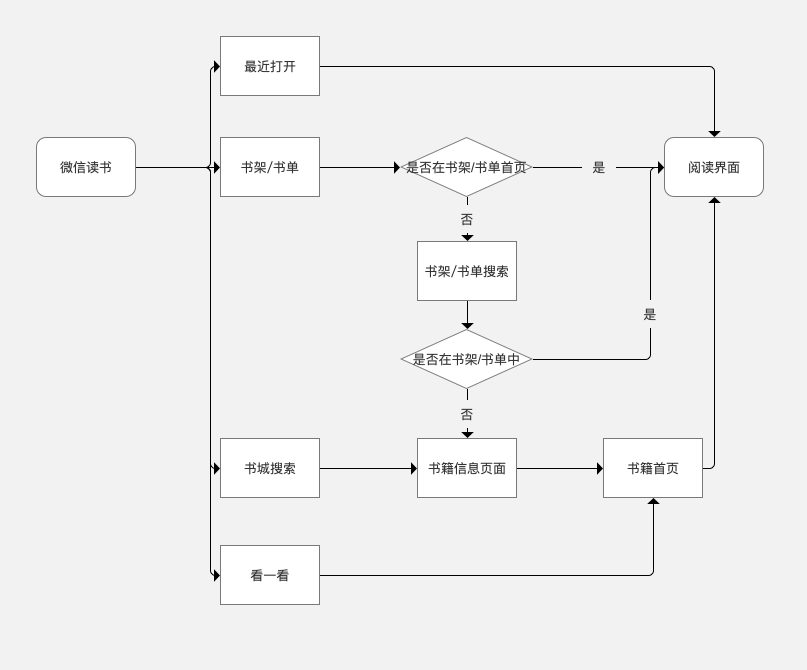 最近打开
微信读书
书架/书单
是否在书架/书单首页
是
阅读界面
否
书架/书单搜索
是
是否在书架/书单中
否
书城搜索
书籍信息页面
书籍首页
看一看